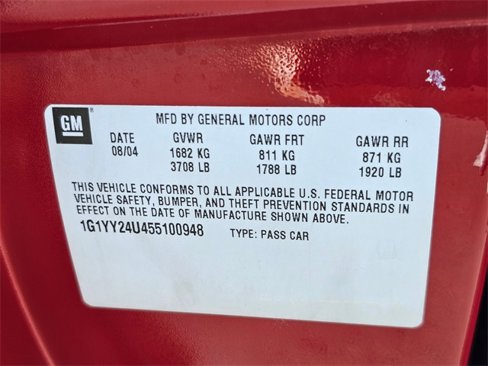 GM
MFD BY GENERAL MOTORS CORP
DATE GVWR GAWR FRT GAWR RR
08/04 1682 KG 811 KG 871 KG
3708 LB 1788 LB 1920 LB
THIS VEHICLE CONFORMS TO ALL APPLICABLE U.S. FEDERAL MOTOR
VEHICLE SAFETY, BUMPER, AND THEFT PREVENTION STANDARDS IN
EFFECT ON THE DATE OF MANUFACTURE SHOWN ABOVE.
1G1YY24U455100948 TYPE: PASS CAR